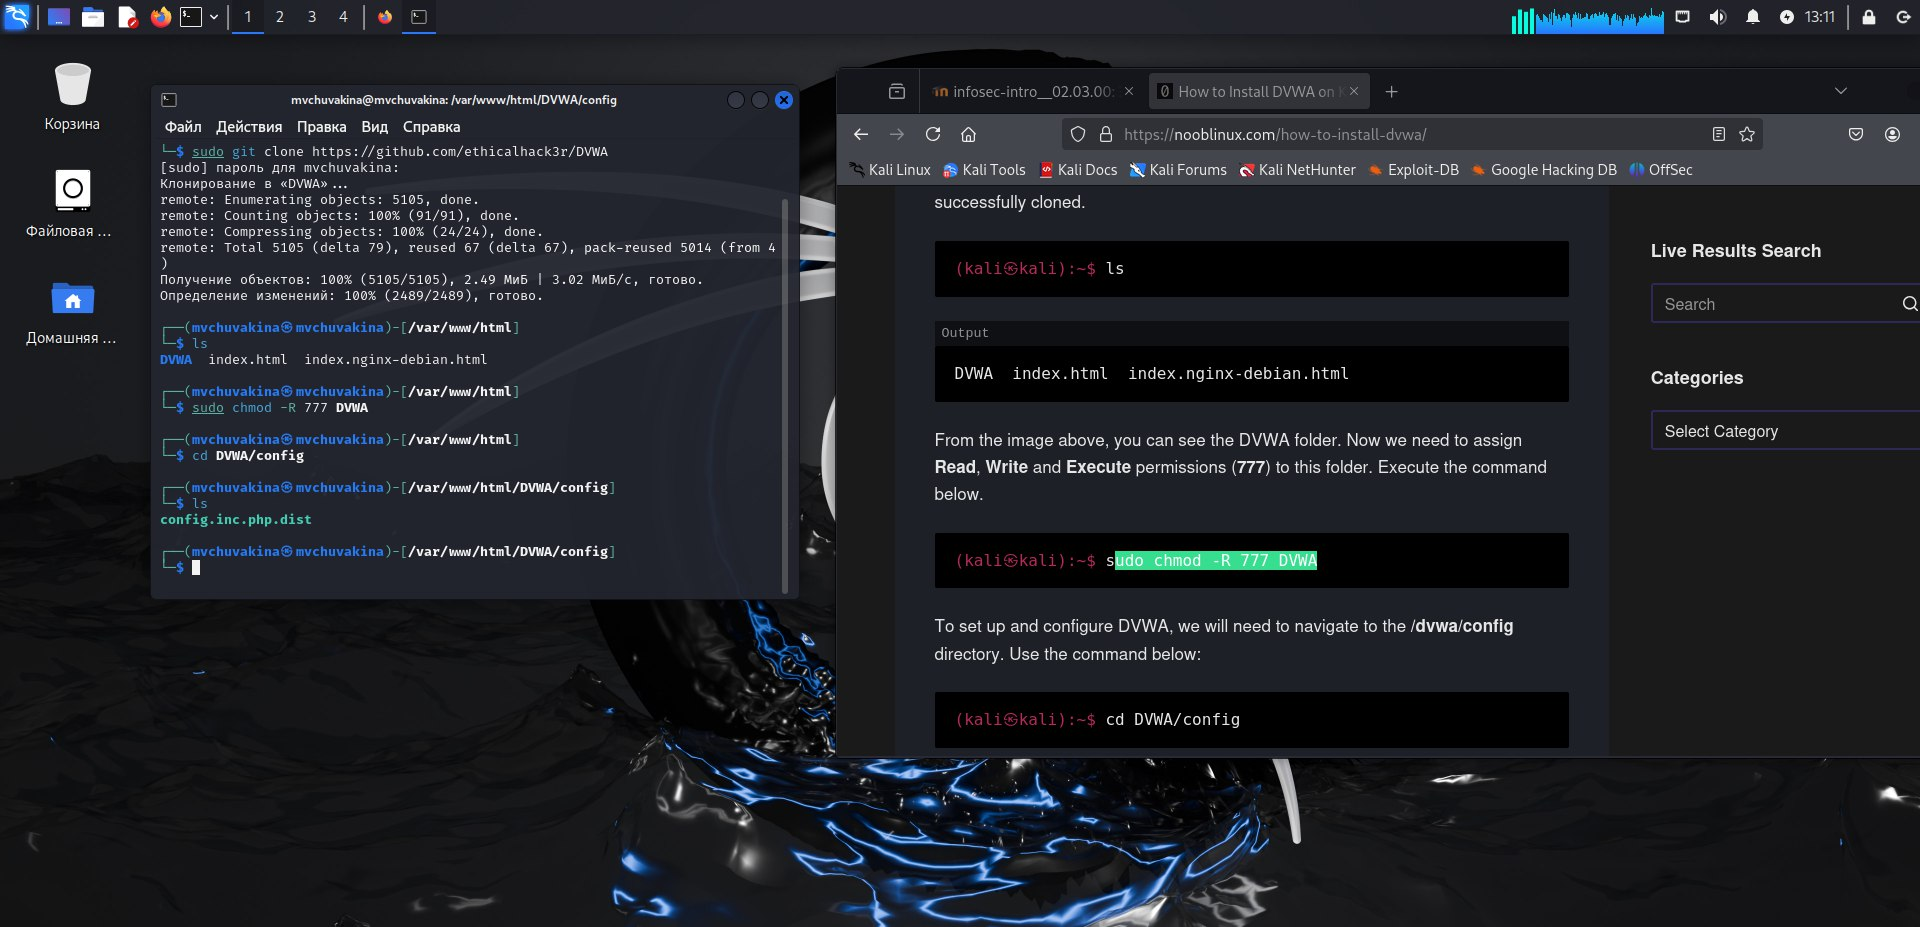 1 2 3 4
13:11
Корзина
Файловая ...
Домашняя ...
mvchuvakina@mvchuvakina: /var/www/html/DVWA/config
Файл Действия Правка Вид Справка
└─$ sudo git clone https://github.com/ethicalhack3r/DVWA
[sudo] пароль для mvchuvakina:
Клонирование в «DVWA»...
remote: Enumerating objects: 5105, done.
remote: Counting objects: 100% (91/91), done.
remote: Compressing objects: 100% (24/24), done.
remote: Total 5105 (delta 79), reused 67 (delta 67), pack-reused 5014 (from 4
)
Получение объектов: 100% (5105/5105), 2.49 МиБ | 3.02 МиБ/с, готово.
Определение изменений: 100% (2489/2489), готово.
┌──(mvchuvakina㉿mvchuvakina)-[/var/www/html]
└─$ ls
DVWA index.html index.nginx-debian.html
┌──(mvchuvakina㉿mvchuvakina)-[/var/www/html]
└─$ sudo chmod -R 777 DVWA
┌──(mvchuvakina㉿mvchuvakina)-[/var/www/html]
└─$ cd DVWA/config
┌──(mvchuvakina㉿mvchuvakina)-[/var/www/html/DVWA/config]
└─$ ls
config.inc.php.dist
┌──(mvchuvakina㉿mvchuvakina)-[/var/www/html/DVWA/config]
└─$
infosec-intro__02.03.00:
How to Install DVWA on
https://nooblinux.com/how-to-install-dvwa/
Kali Linux Kali Tools Kali Docs Kali Forums Kali NetHunter Exploit-DB Google Hacking DB OffSec
successfully cloned.
(kali㉿kali):~$ ls
Output
DVWA index.html index.nginx-debian.html
From the image above, you can see the DVWA folder. Now we need to assign
Read, Write and Execute permissions (777) to this folder. Execute the command
below.
(kali㉿kali):~$ sudo chmod -R 777 DVWA
To set up and configure DVWA, we will need to navigate to the /dvwa/config
directory. Use the command below:
(kali㉿kali):~$ cd DVWA/config
Live Results Search
Search
Categories
Select Category